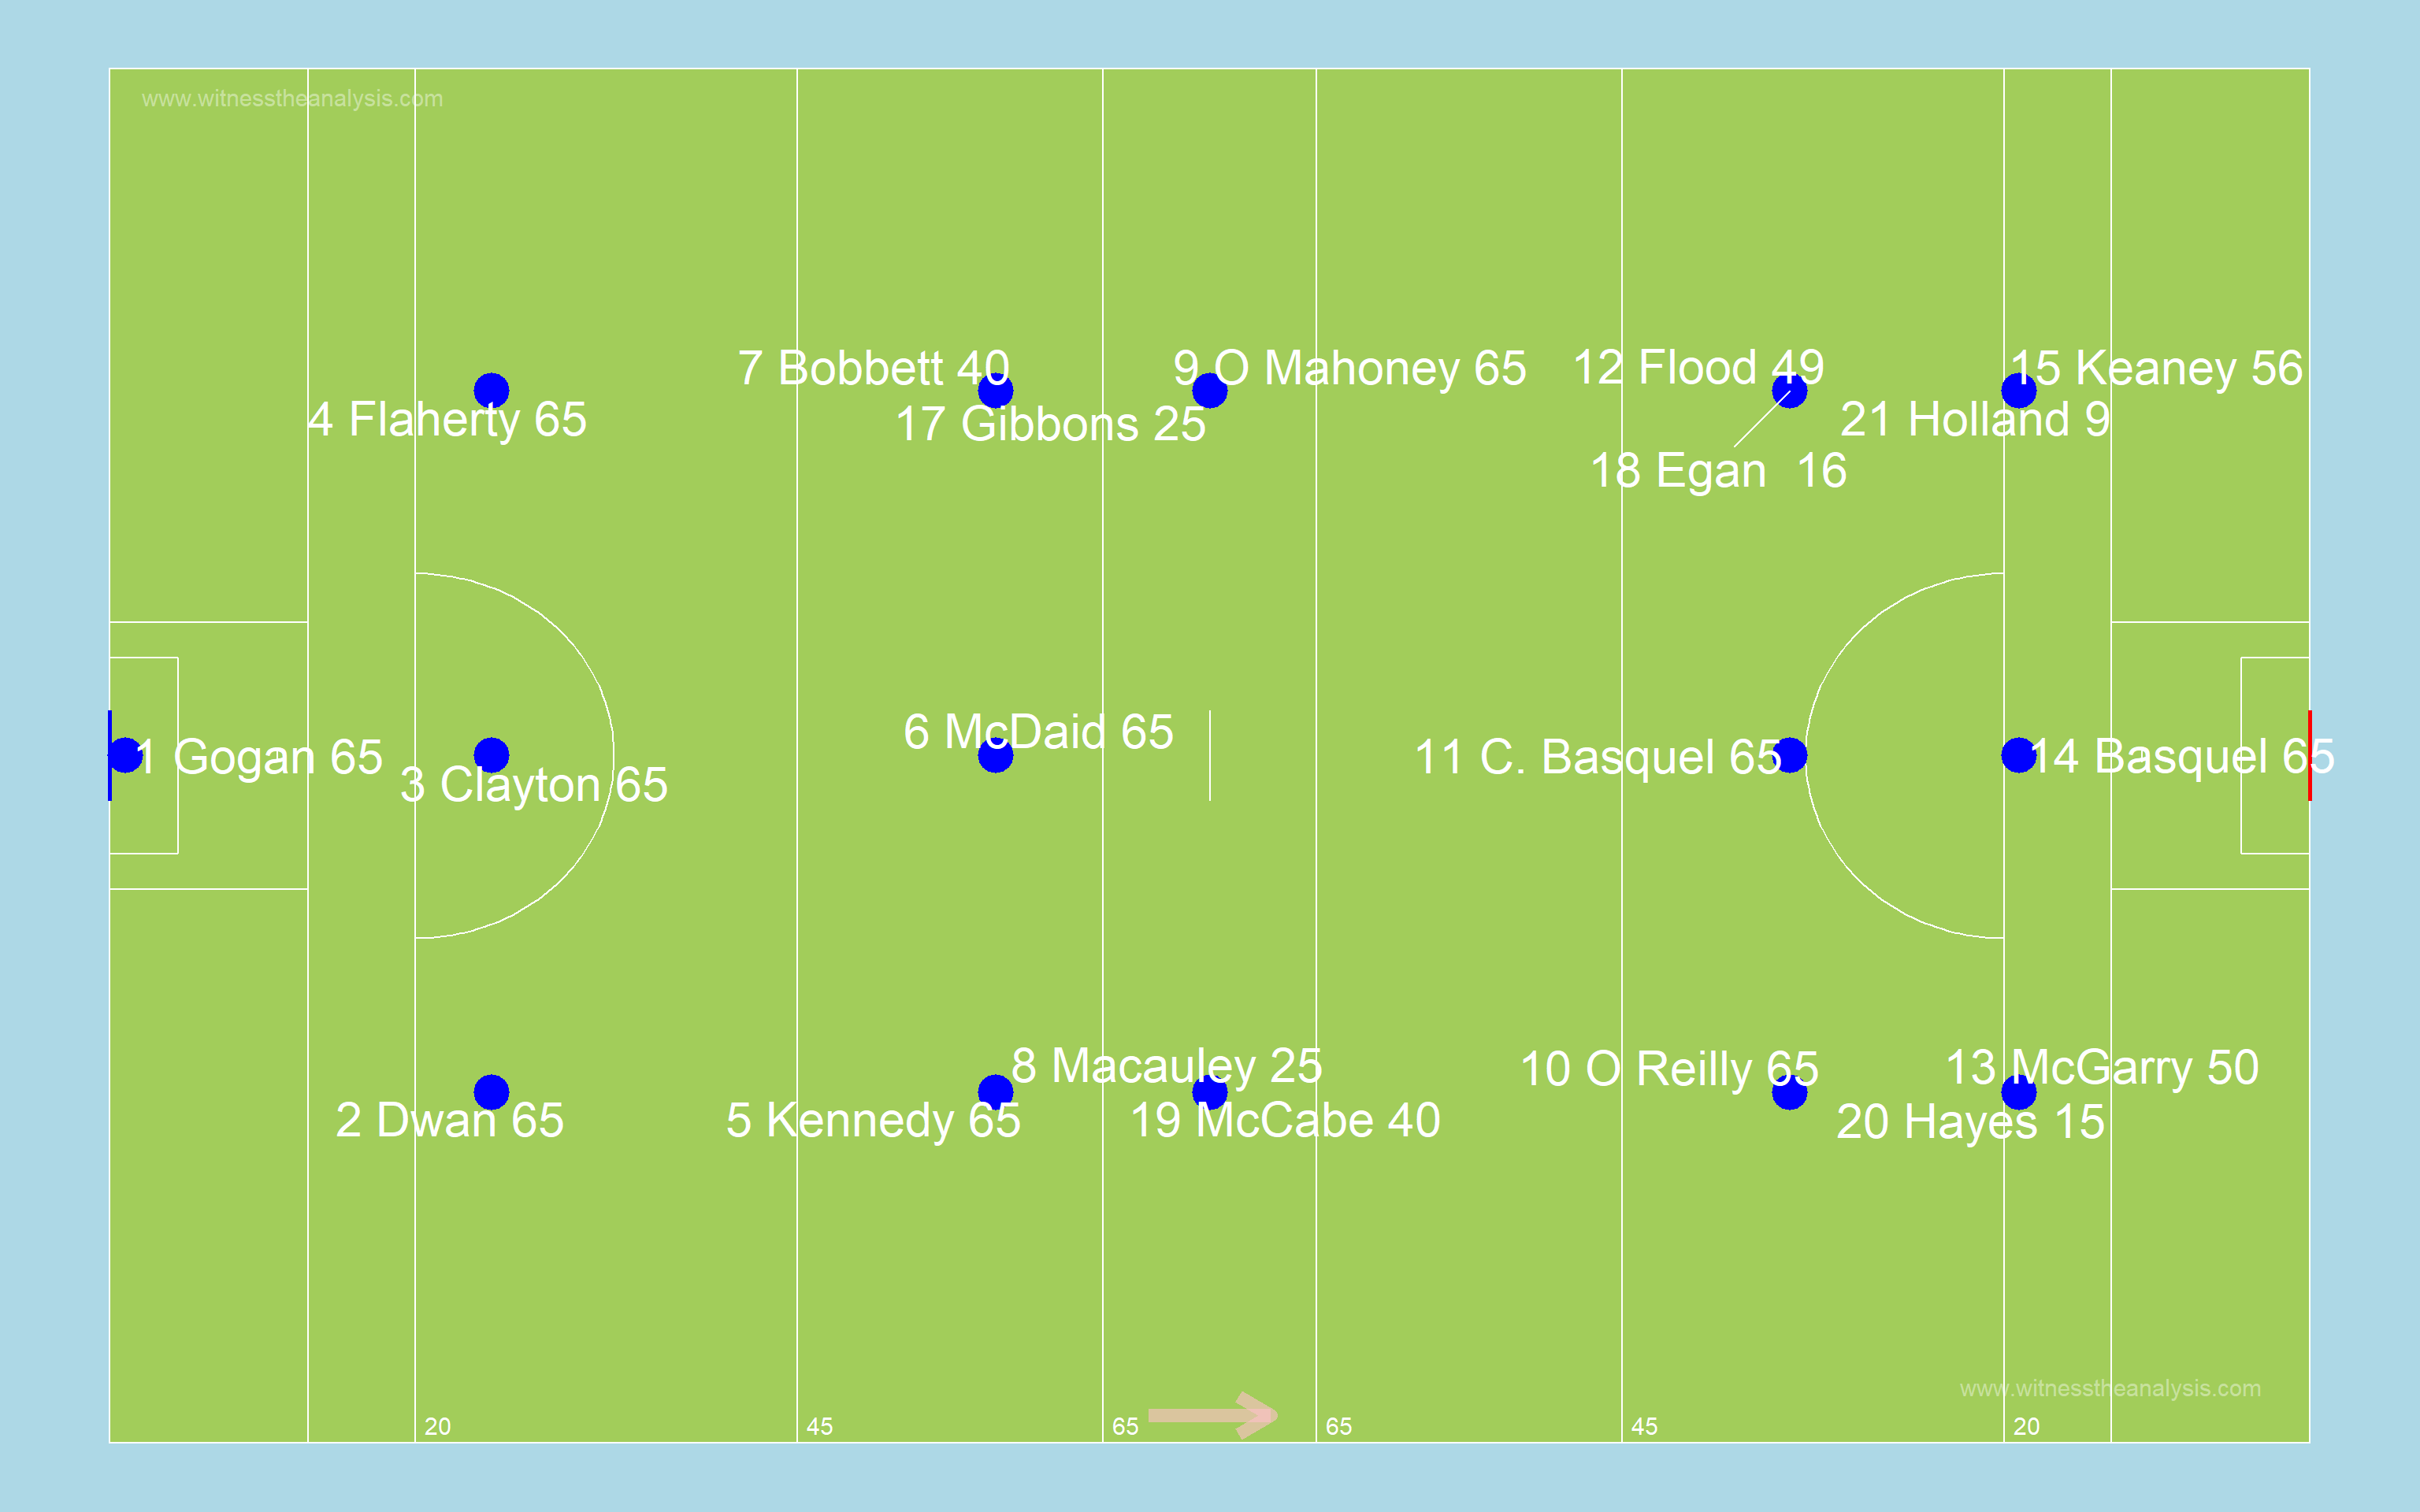 www.witnesstheanalysis.com
7 Bobbett 40
9 O Mahoney 65
12 Flood 49
15 Keaney 56
4 Flaherty 65
17 Gibbons 25
21 Holland 9
18 Egan  16
6 McDaid 65
1 Gogan 65
3 Clayton 65
11 C. Basquel 65
14 Basquel 65
8 Macauley 25
10 O Reilly 65
13 McGarry 50
2 Dwan 65
5 Kennedy 65
19 McCabe 40
20 Hayes 15
www.witnesstheanalysis.com
20
45
65
65
45
20